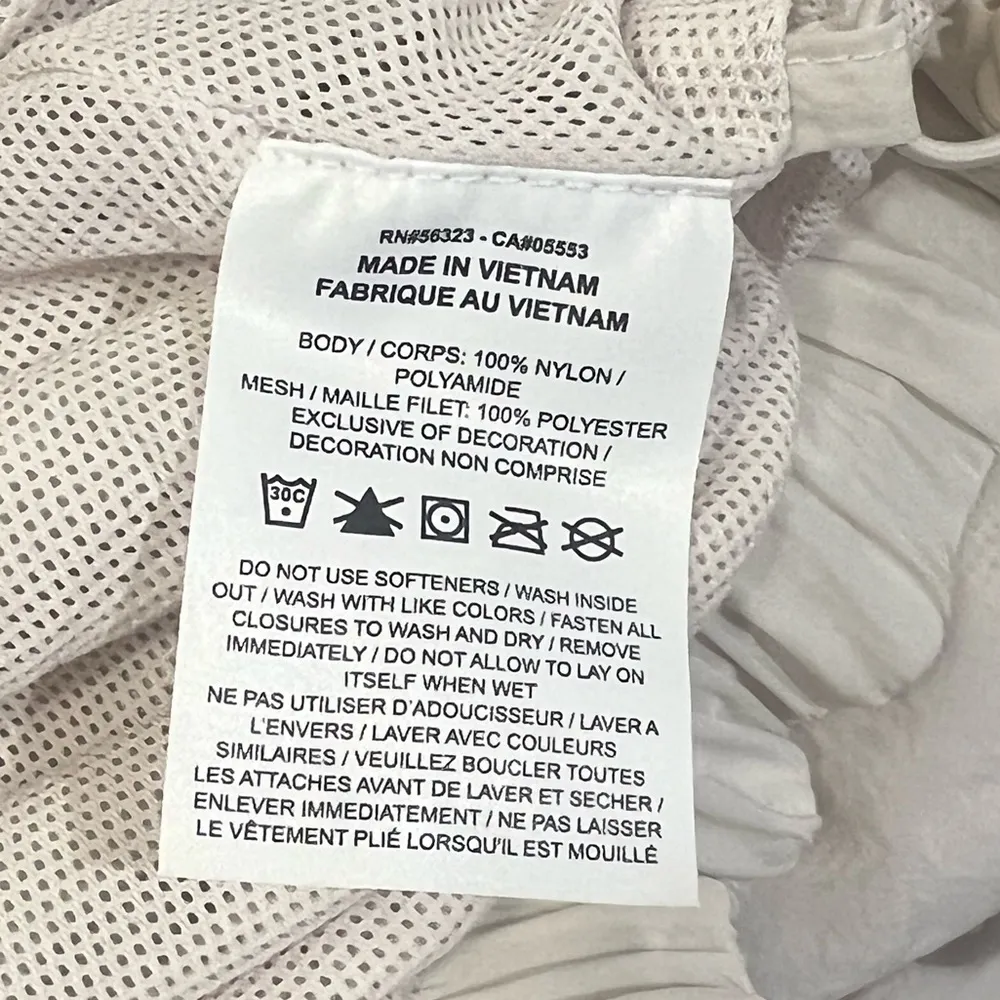 RN#56323 - CA#05553
MADE IN VIETNAM
FABRIQUE AU VIETNAM
BODY / CORPS: 100% NYLON /
POLYAMIDE
MESH / MAILLE FILET: 100% POLYESTER
EXCLUSIVE OF DECORATION /
DECORATION NON COMPRISE
30C
DO NOT USE SOFTENERS / WASH INSIDE
OUT / WASH WITH LIKE COLORS / FASTEN ALL
CLOSURES TO WASH AND DRY / REMOVE
IMMEDIATELY / DO NOT ALLOW TO LAY ON
ITSELF WHEN WET
NE PAS UTILISER D'ADOUCISSEUR / LAVER A
L'ENVERS / LAVER AVEC COULEURS
SIMILAIRES / VEUILLEZ BOUCLER TOUTES
LES ATTACHES AVANT DE LAVER ET SECHER /
ENLEVER IMMEDIATEMENT / NE PAS LAISSER
LE VÊTEMENT PLIÉ LORSQU'IL EST MOUILLÉ